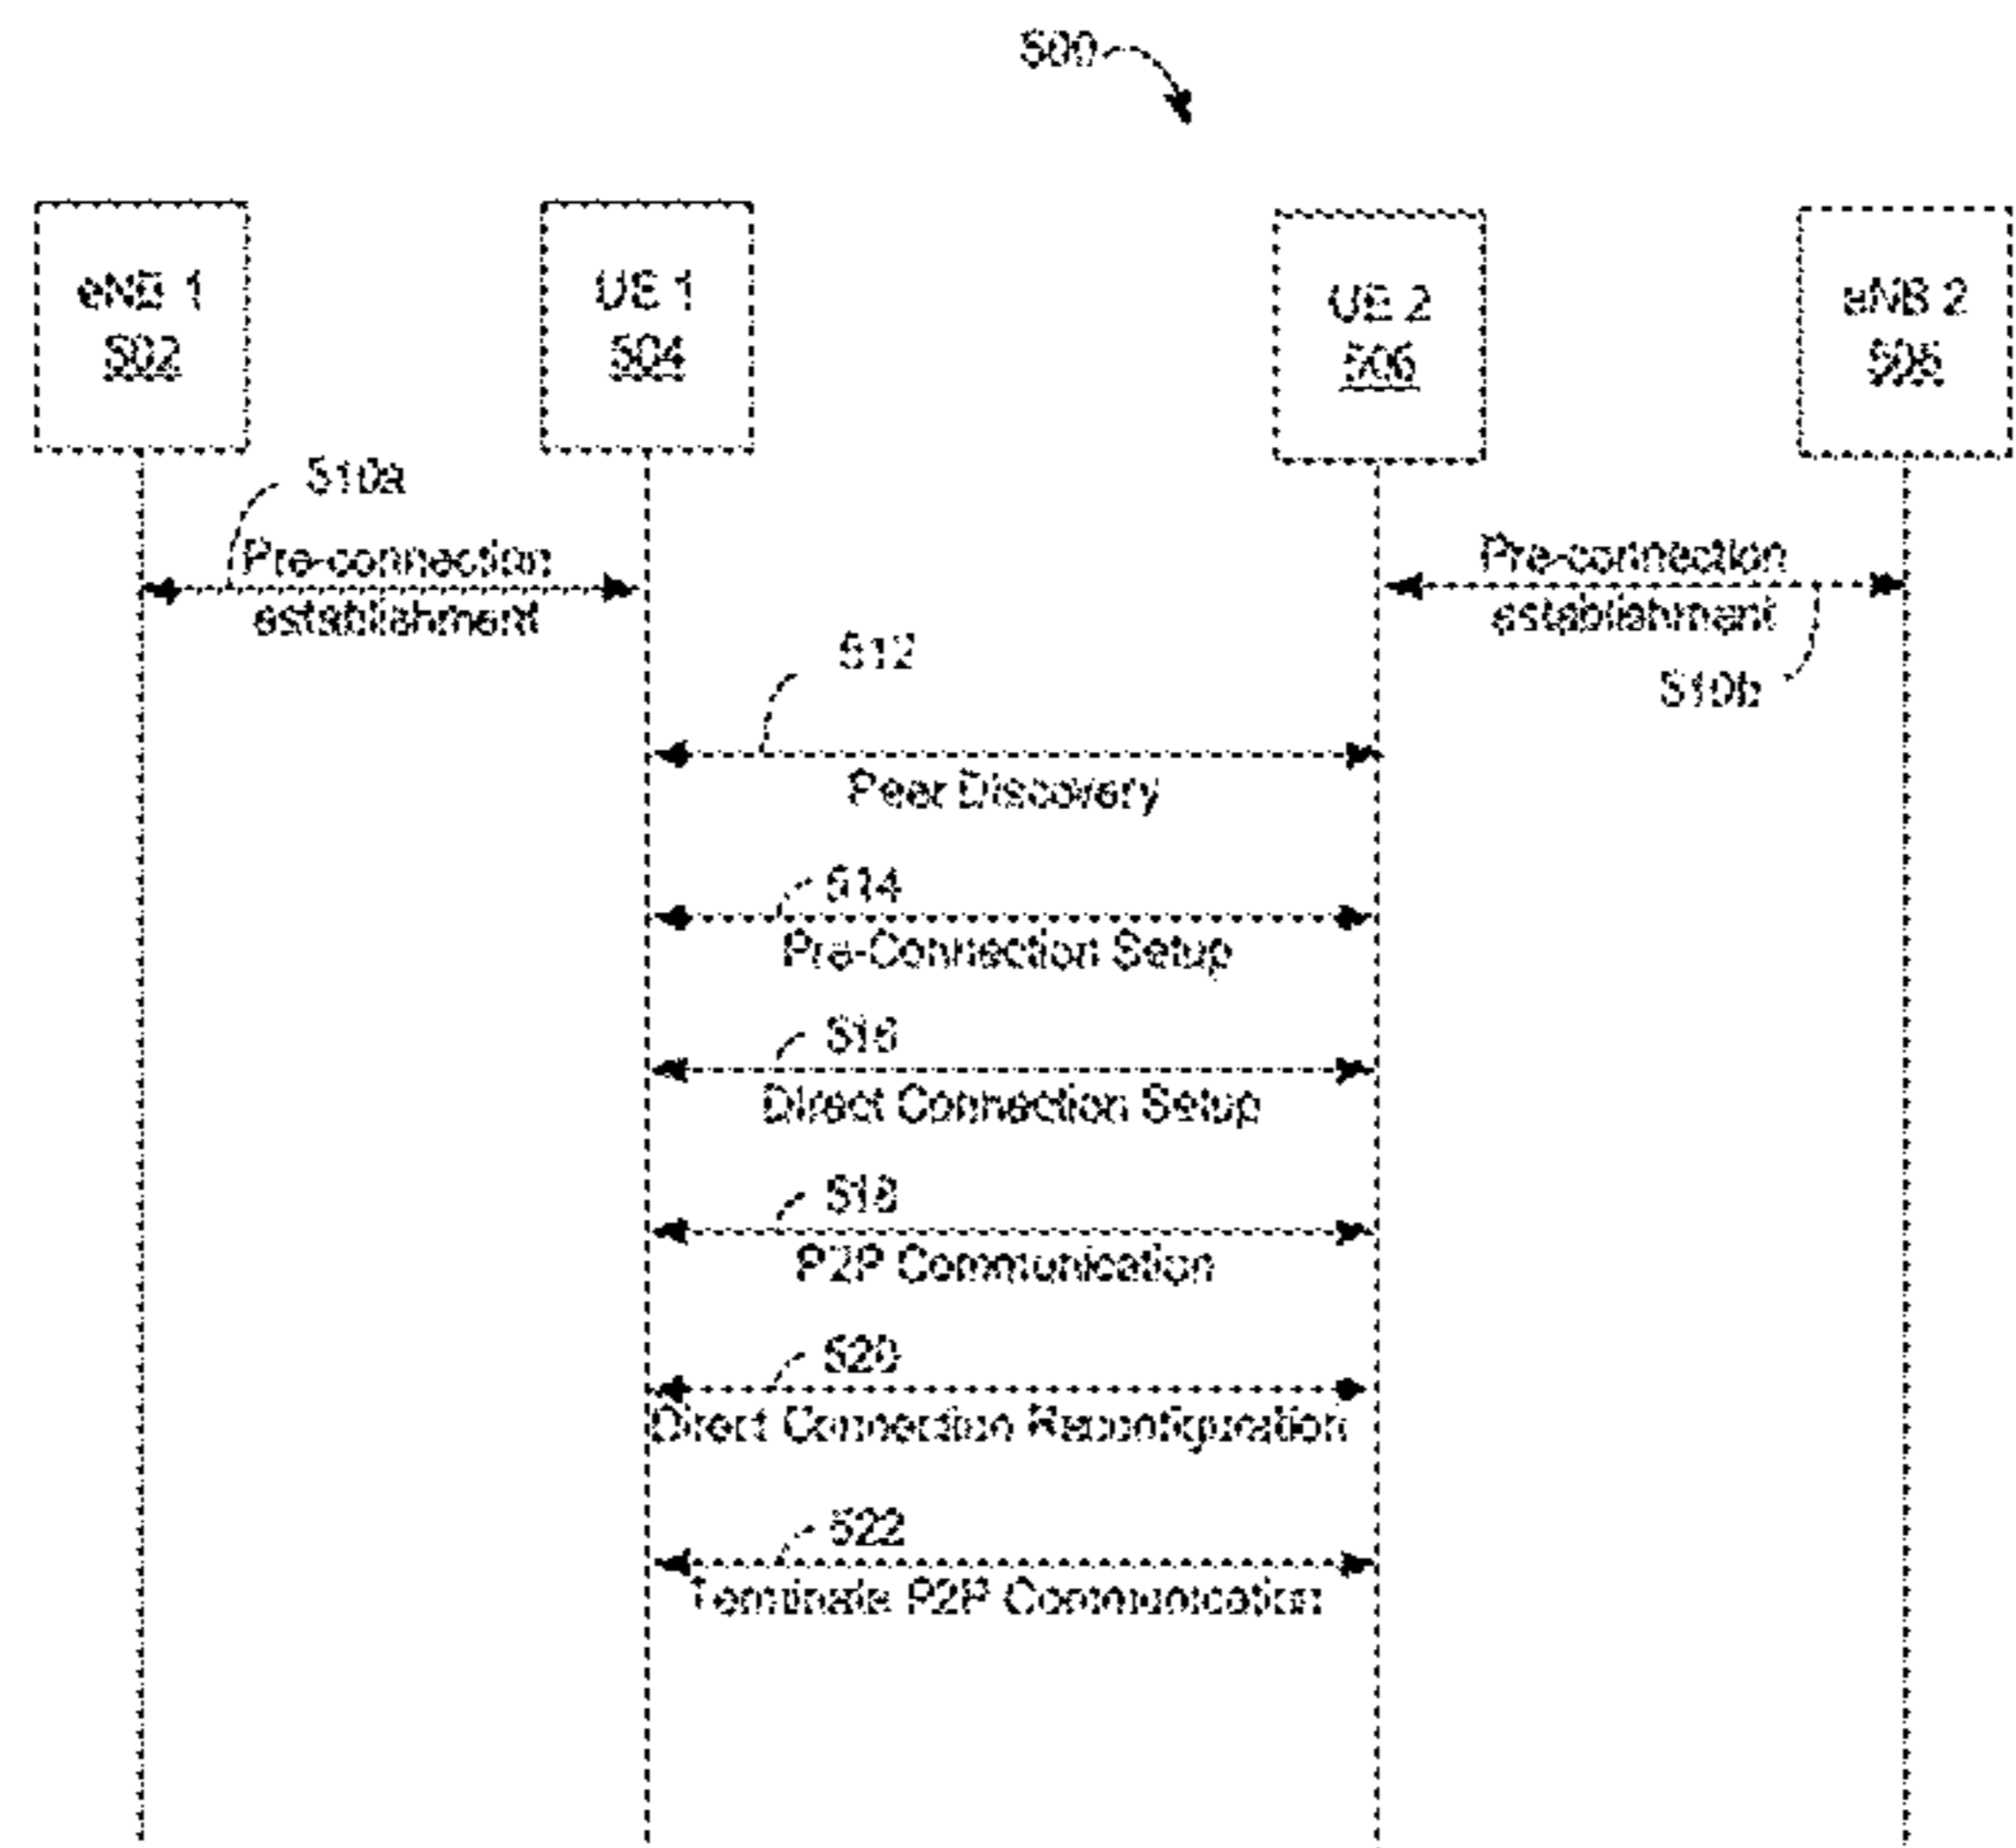 500
eNB 1
502
UE 1
504
UE 2
506
eNB 2
508
510a
Pre-connection
establishment
Pre-connection
establishment
510b
512
Peer Discovery
514
Pre-Connection Setup
516
Direct Connection Setup
518
P2P Communication
520
Direct Connection Reconfiguration
522
Terminate P2P Communication